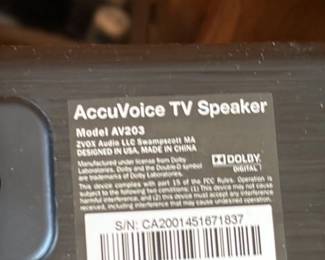 AccuVoice TV Speaker
Model AV203
ZVOX Audio LLC Swampscott MA
DESIGNED IN USA, MADE IN CHINA
Manufactured under license from Dolby
Laboratories. Dolby and the Double-D symbol
are trademarks of Dolby Laboratories.
DOLBY
DIGITAL
This device complies with part 15 of the FCC Rules. Operation is
subject to the following two conditions: (1) This device may not cause
harmful interference, and (2) this device must accept any interference
received, including interference that may cause undesired operation.
S/N: CA2001451671837